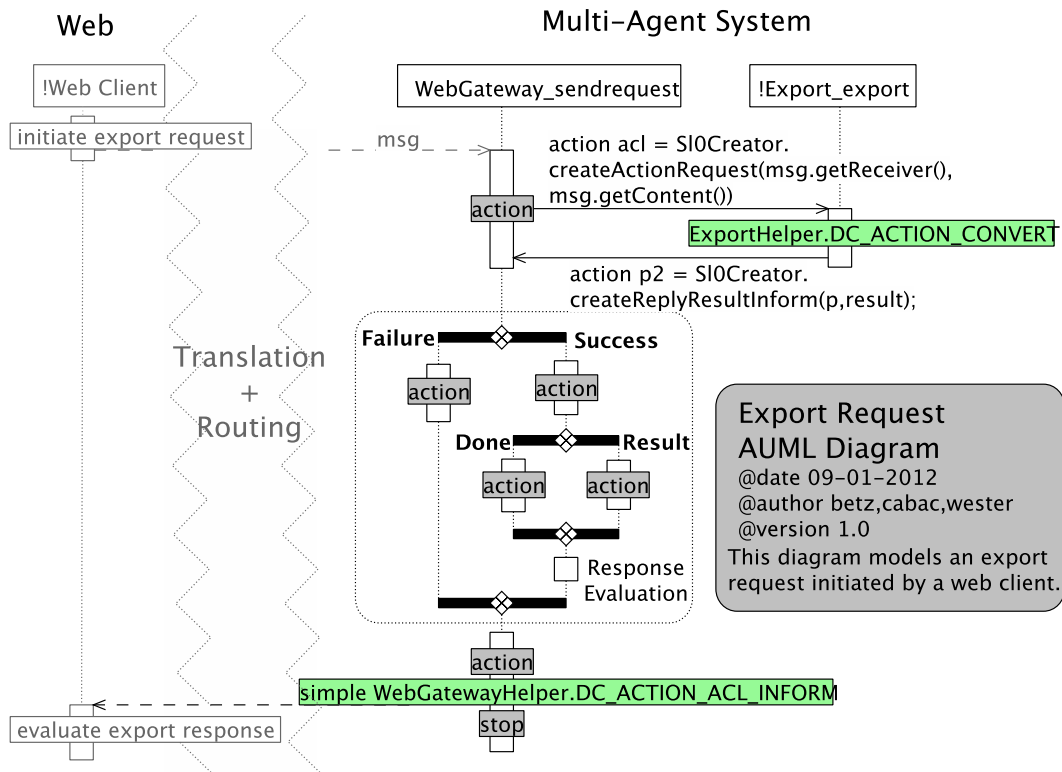 Web
Multi-Agent System
!Web Client
WebGateway_sendrequest
!Export_export
initiate export request
msg
action acl = Sl0Creator.
createActionRequest(msg.getReceiver(),
msg.getContent())
action
ExportHelper.DC_ACTION_CONVERT
action p2 = Sl0Creator.
createReplyResultInform(p,result);
Failure
Success
Translation
+
Routing
action
action
Done
Result
action
action
Response
Evaluation
Export Request
AUML Diagram
@date 09-01-2012
@author betz,cabac,wester
@version 1.0
This diagram models an export
request initiated by a web client.
action
simple WebGatewayHelper.DC_ACTION_ACL_INFORM
evaluate export response
stop